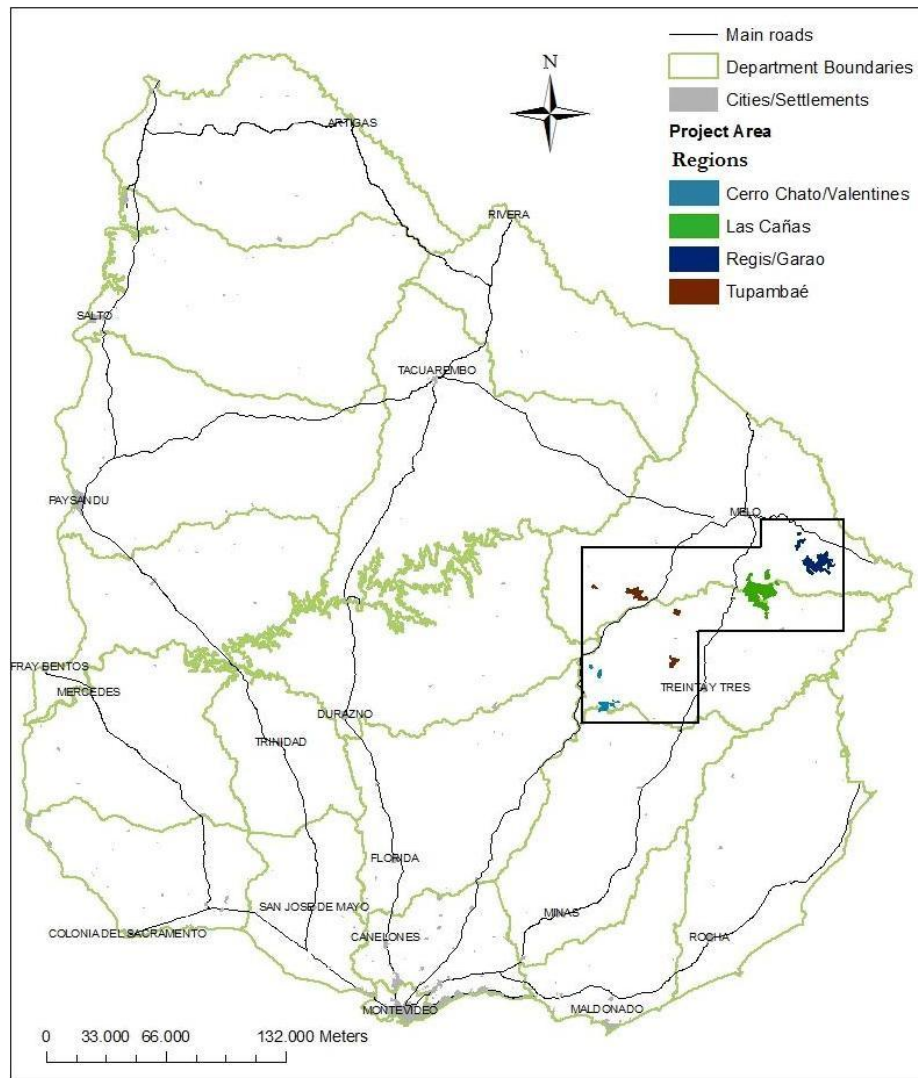 Main roads
Department Boundaries
Cities/Settlements
Project Area
Regions
Cerro Chato/Valentines
Las Cañas
Regis/Garao
Tupambaé
N
ARTIGAS
RIVERA
SALTO
TACUAREMBO
PAYSANDU
MELO
FRAY BENTOS
MERCEDES
TREINTA Y TRES
DURAZNO
TRINIDAD
FLORIDA
SAN JOSE DE MAYO
MINAS
COLONIA DEL SACRAMENTO
CANELONES
ROCHA
MONTEVIDEO
MALDONADO
0 33.000 66.000 132.000 Meters